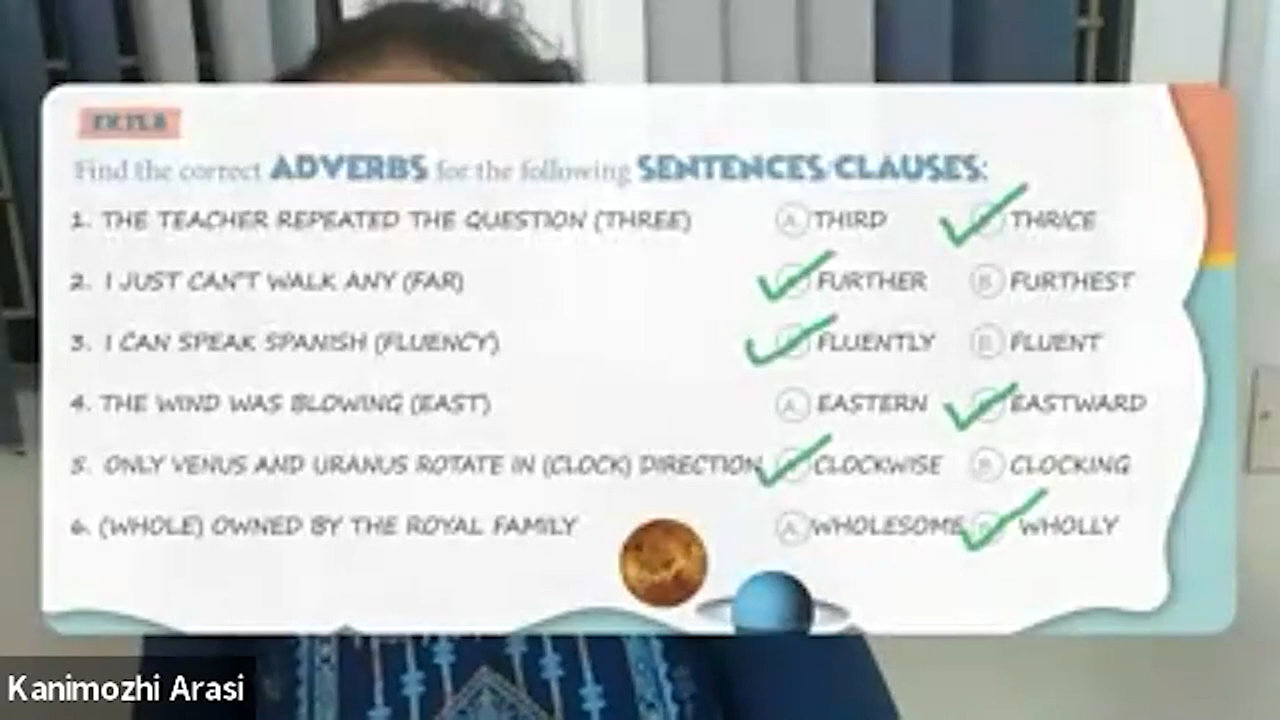 Find the correct ADVERBS for the following SENTENCES/CLAUSES:
1. THE TEACHER REPEATED THE QUESTION (THREE) A. THIRD THRICE
2. I JUST CAN'T WALK ANY (FAR) FURTHER B. FURTHEST
3. I CAN SPEAK SPANISH (FLUENCY) FLUENTLY B. FLUENT
4. THE WIND WAS BLOWING (EAST) A. EASTERN EASTWARD
5. ONLY VENUS AND URANUS ROTATE IN (CLOCK) DIRECTION CLOCKWISE B. CLOCKING
6. (WHOLE) OWNED BY THE ROYAL FAMILY A. WHOLESOME WHOLLY
Kanimozhi Arasi